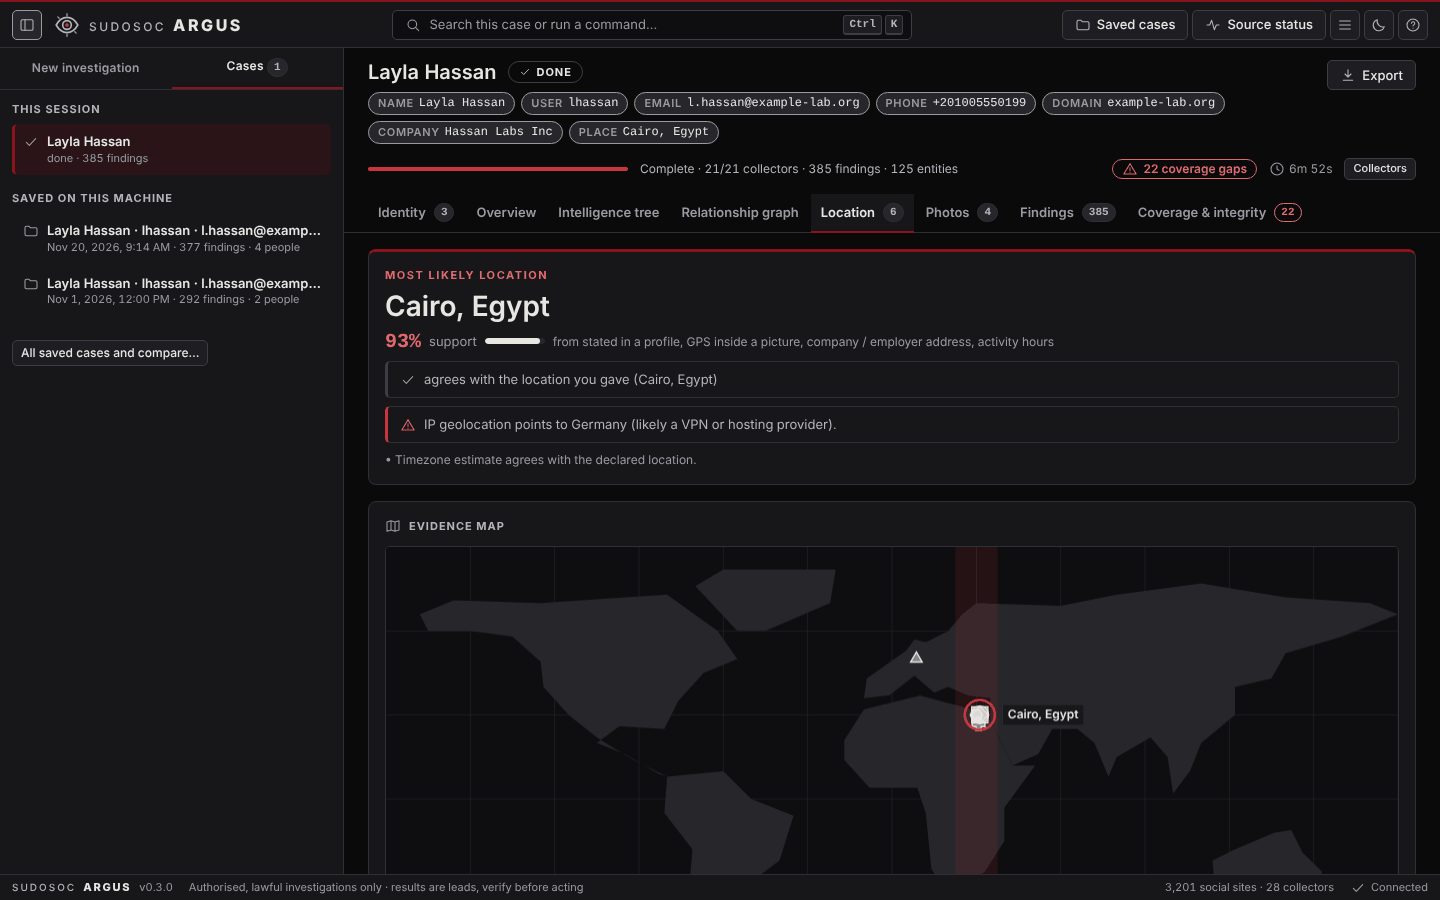 SUDOSOC ARGUS
Search this case or run a command...
Ctrl K
Saved cases
Source status
New investigation
Cases 1
THIS SESSION
Layla Hassan
done · 385 findings
SAVED ON THIS MACHINE
Layla Hassan · lhassan · l.hassan@examp...
Nov 20, 2026, 9:14 AM · 377 findings · 4 people
Layla Hassan · lhassan · l.hassan@examp...
Nov 1, 2026, 12:00 PM · 292 findings · 2 people
All saved cases and compare...
Layla Hassan
DONE
Export
NAME Layla Hassan
USER lhassan
EMAIL l.hassan@example-lab.org
PHONE +201005550199
DOMAIN example-lab.org
COMPANY Hassan Labs Inc
PLACE Cairo, Egypt
Complete · 21/21 collectors · 385 findings · 125 entities
22 coverage gaps
6m 52s
Collectors
Identity 3
Overview
Intelligence tree
Relationship graph
Location 6
Photos 4
Findings 385
Coverage & integrity 22
MOST LIKELY LOCATION
Cairo, Egypt
93% support from stated in a profile, GPS inside a picture, company / employer address, activity hours
agrees with the location you gave (Cairo, Egypt)
IP geolocation points to Germany (likely a VPN or hosting provider).
• Timezone estimate agrees with the declared location.
EVIDENCE MAP
Cairo, Egypt
SUDOSOC ARGUS v0.3.0 Authorised, lawful investigations only · results are leads, verify before acting
3,201 social sites · 28 collectors
Connected